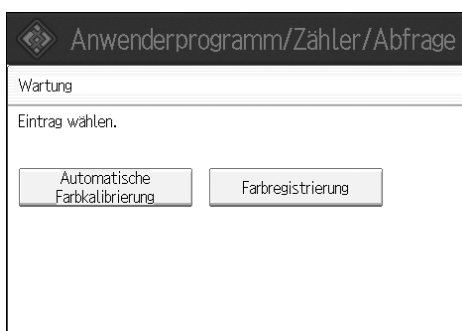 Anwenderprogramm/Zähler/Abfrage
Wartung
Eintrag wählen.
Automatische
Farbkalibrierung
Farbregistrierung